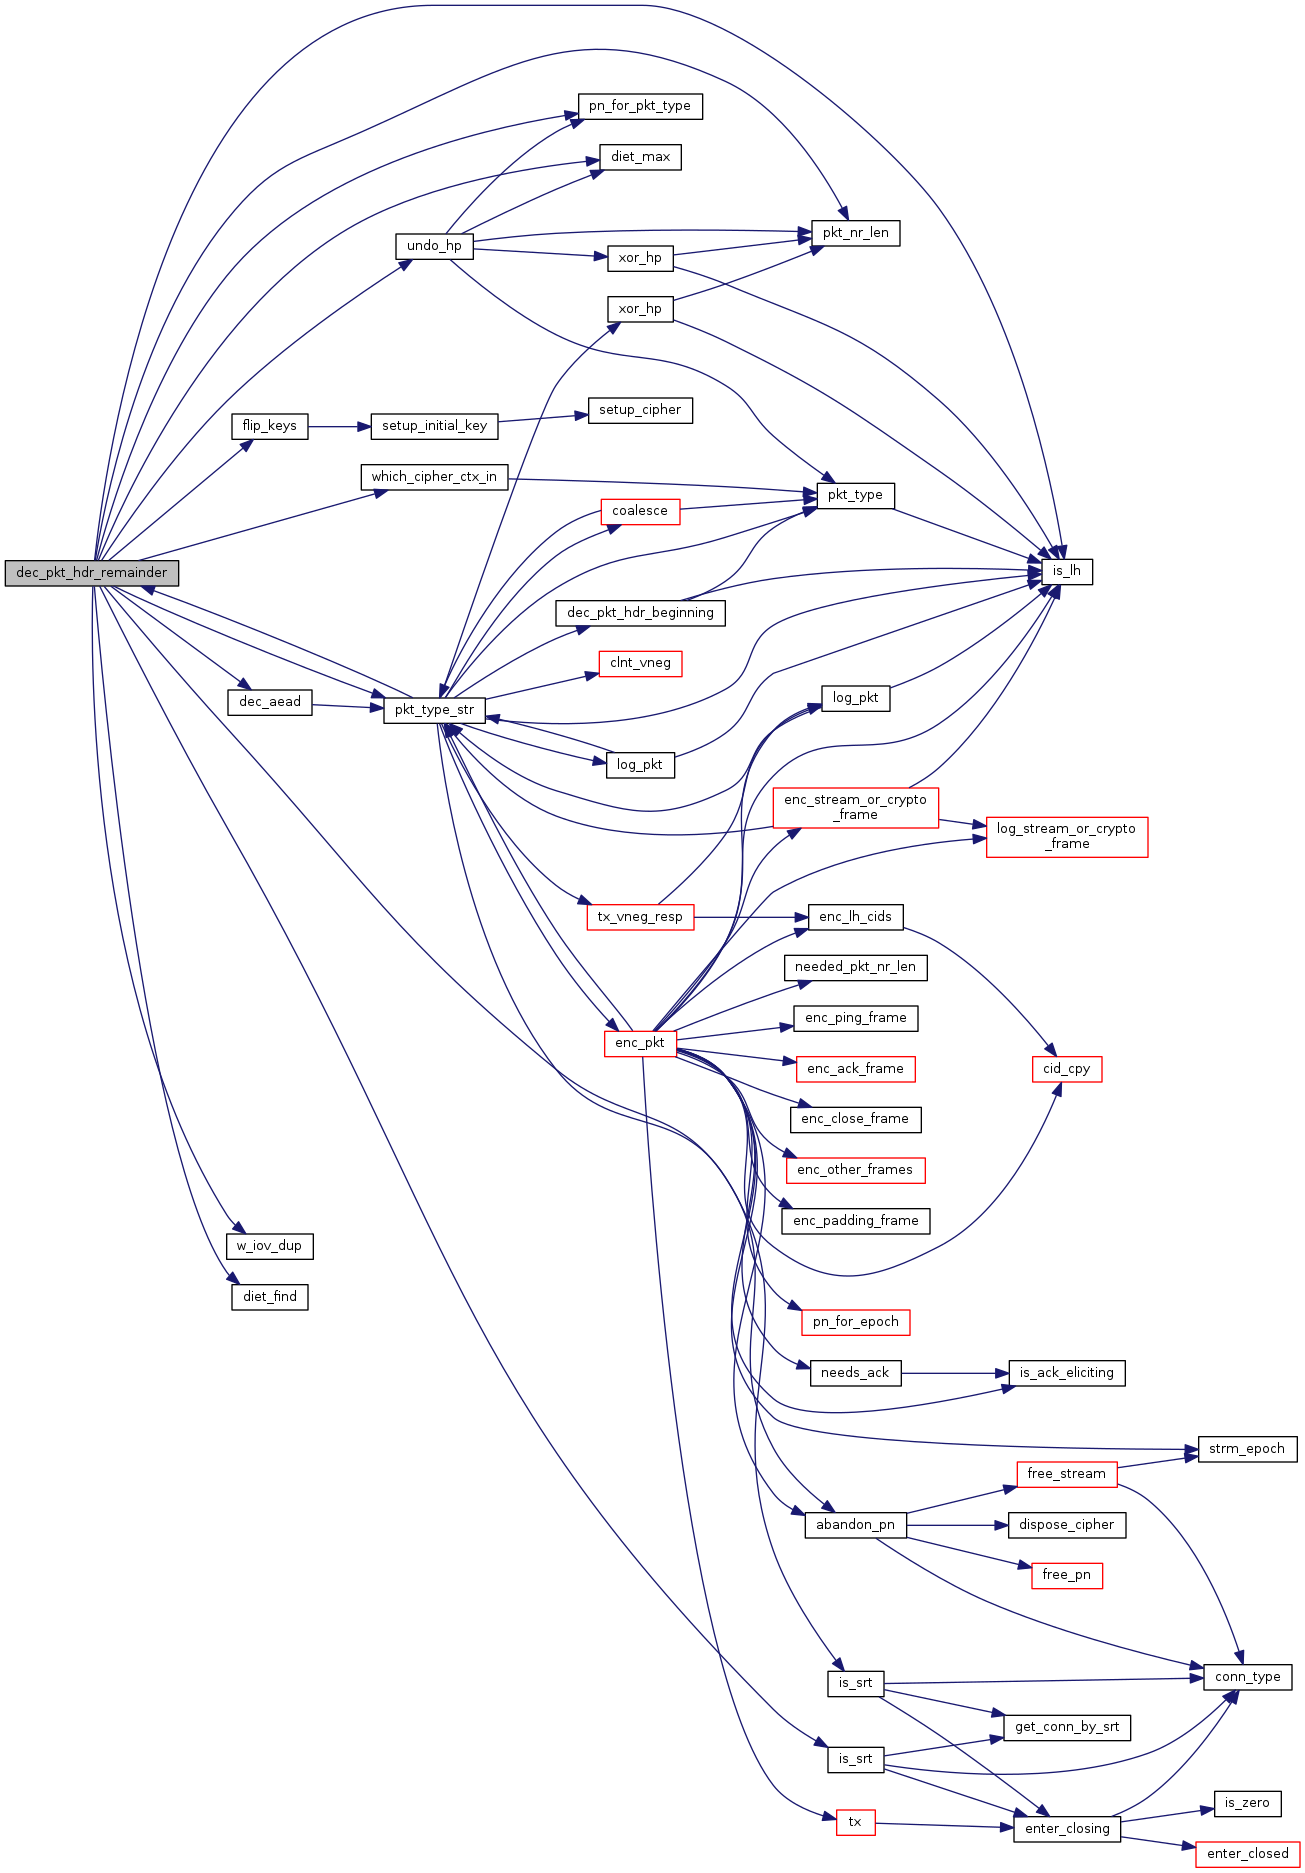 pn_for_pkt_type
diet_max
pkt_nr_len
undo_hp
xor_hp
xor_hp
setup_cipher
flip_keys
setup_initial_key
which_cipher_ctx_in
pkt_type
coalesce
dec_pkt_hdr_remainder
is_lh
dec_pkt_hdr_beginning
clnt_vneg
dec_aead
pkt_type_str
log_pkt
log_pkt
enc_stream_or_crypto
_frame
log_stream_or_crypto
_frame
tx_vneg_resp
enc_lh_cids
needed_pkt_nr_len
enc_ping_frame
enc_pkt
enc_ack_frame
cid_cpy
enc_close_frame
enc_other_frames
enc_padding_frame
w_iov_dup
diet_find
pn_for_epoch
needs_ack
is_ack_eliciting
strm_epoch
free_stream
abandon_pn
dispose_cipher
free_pn
is_srt
conn_type
get_conn_by_srt
is_srt
is_zero
tx
enter_closing
enter_closed